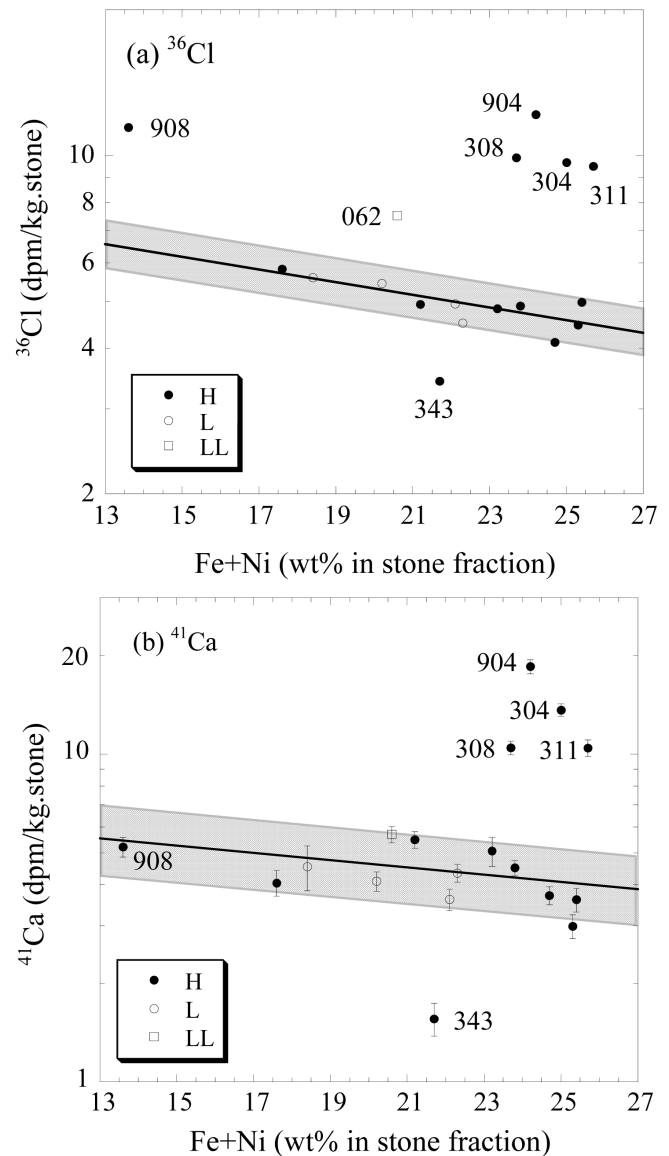 (a) ³⁶Cl
904
908
308
10
304
311
8
062
6
4
343
H
L
LL
2
13 15 17 19 21 23 25 27
³⁶Cl (dpm/kg.stone)
Fe+Ni (wt% in stone fraction)
(b) ⁴¹Ca
20
904
304
308
311
10
908
343
H
L
LL
1
13 15 17 19 21 23 25 27
⁴¹Ca (dpm/kg.stone)
Fe+Ni (wt% in stone fraction)